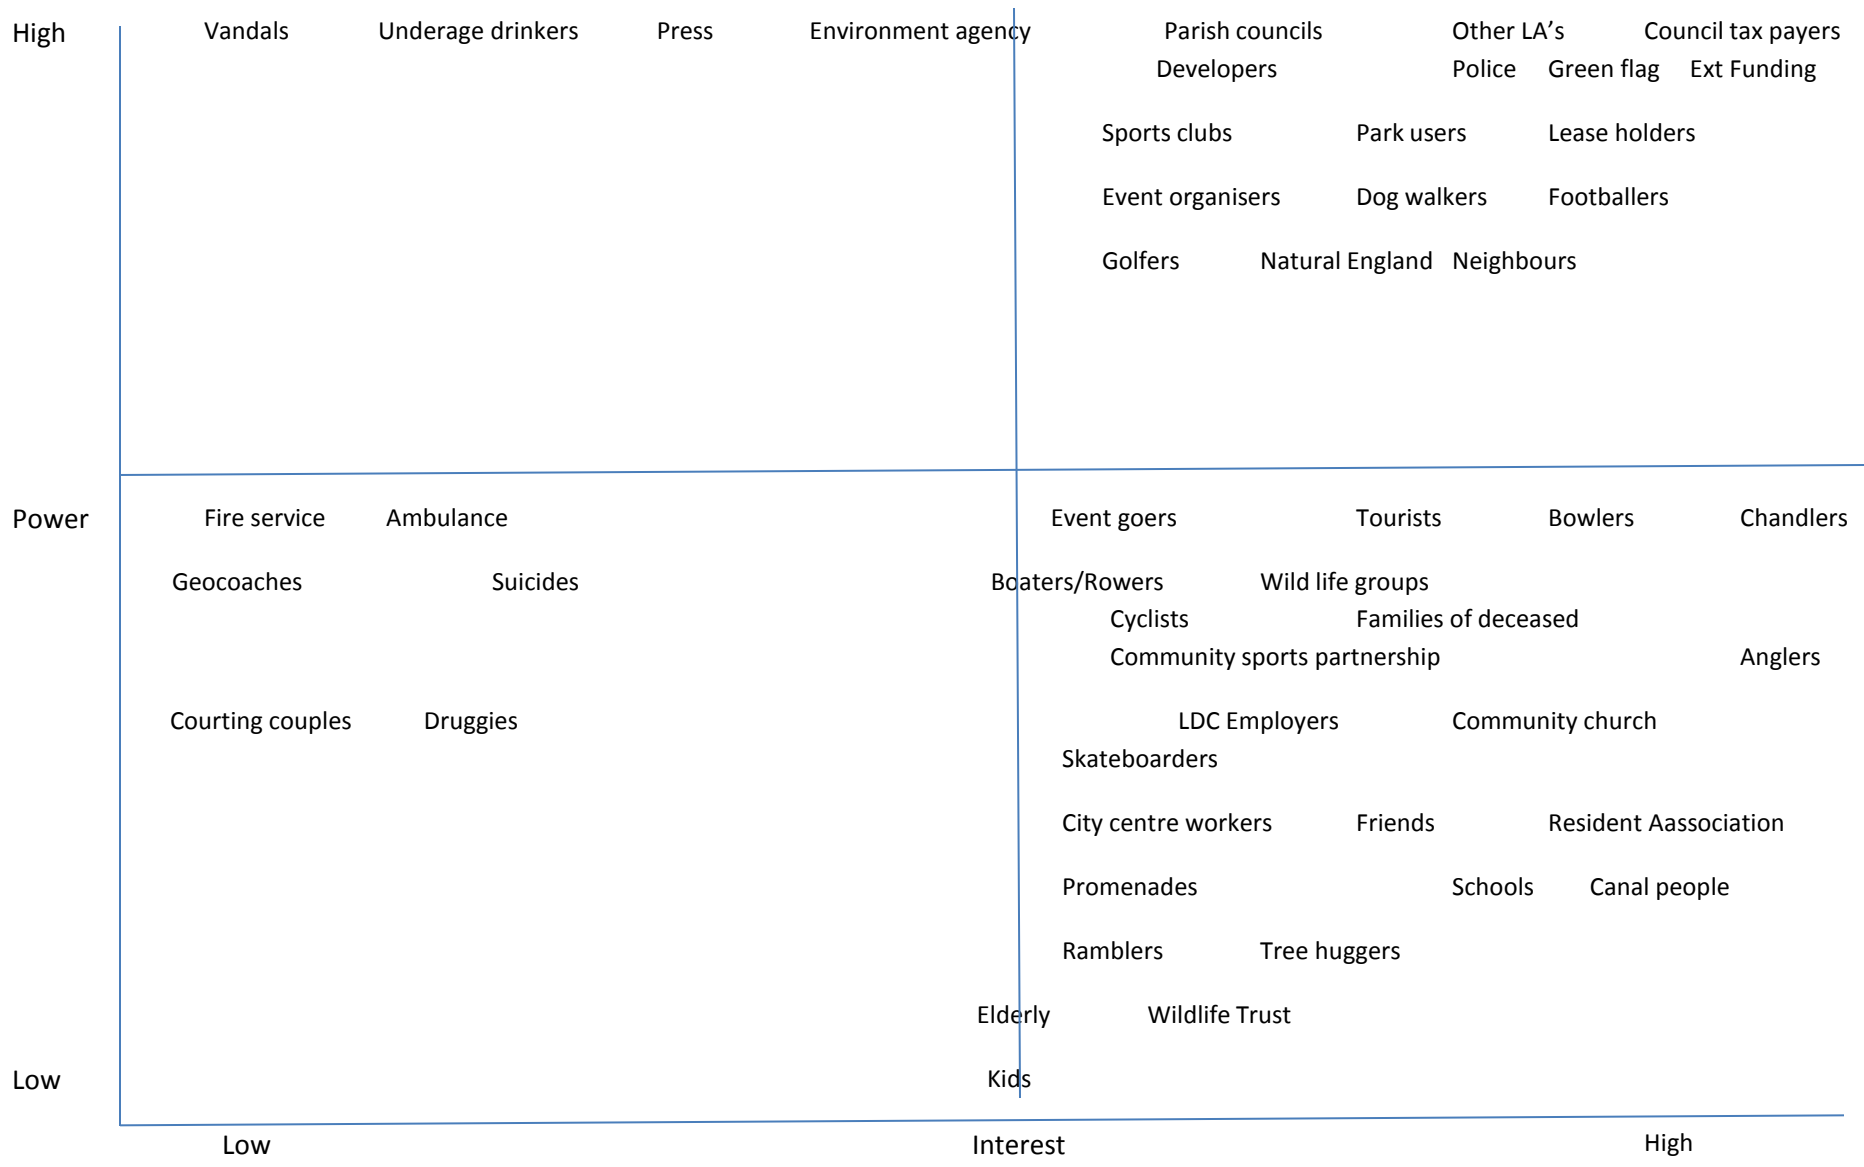 High Vandals Underage drinkers Press Environment agency Parish councils Other LA’s Council tax payers
Developers Police Green flag Ext Funding
Sports clubs Park users Lease holders
Event organisers Dog walkers Footballers
Golfers Natural England Neighbours
Power Fire service Ambulance Event goers Tourists Bowlers Chandlers
Geocoaches Suicides Boaters/Rowers Wild life groups
Cyclists Families of deceased
Community sports partnership Anglers
Courting couples Druggies LDC Employers Community church
Skateboarders
City centre workers Friends Resident Aassociation
Promenades Schools Canal people
Ramblers Tree huggers
Elderly Wildlife Trust
Low Kids
Low Interest High